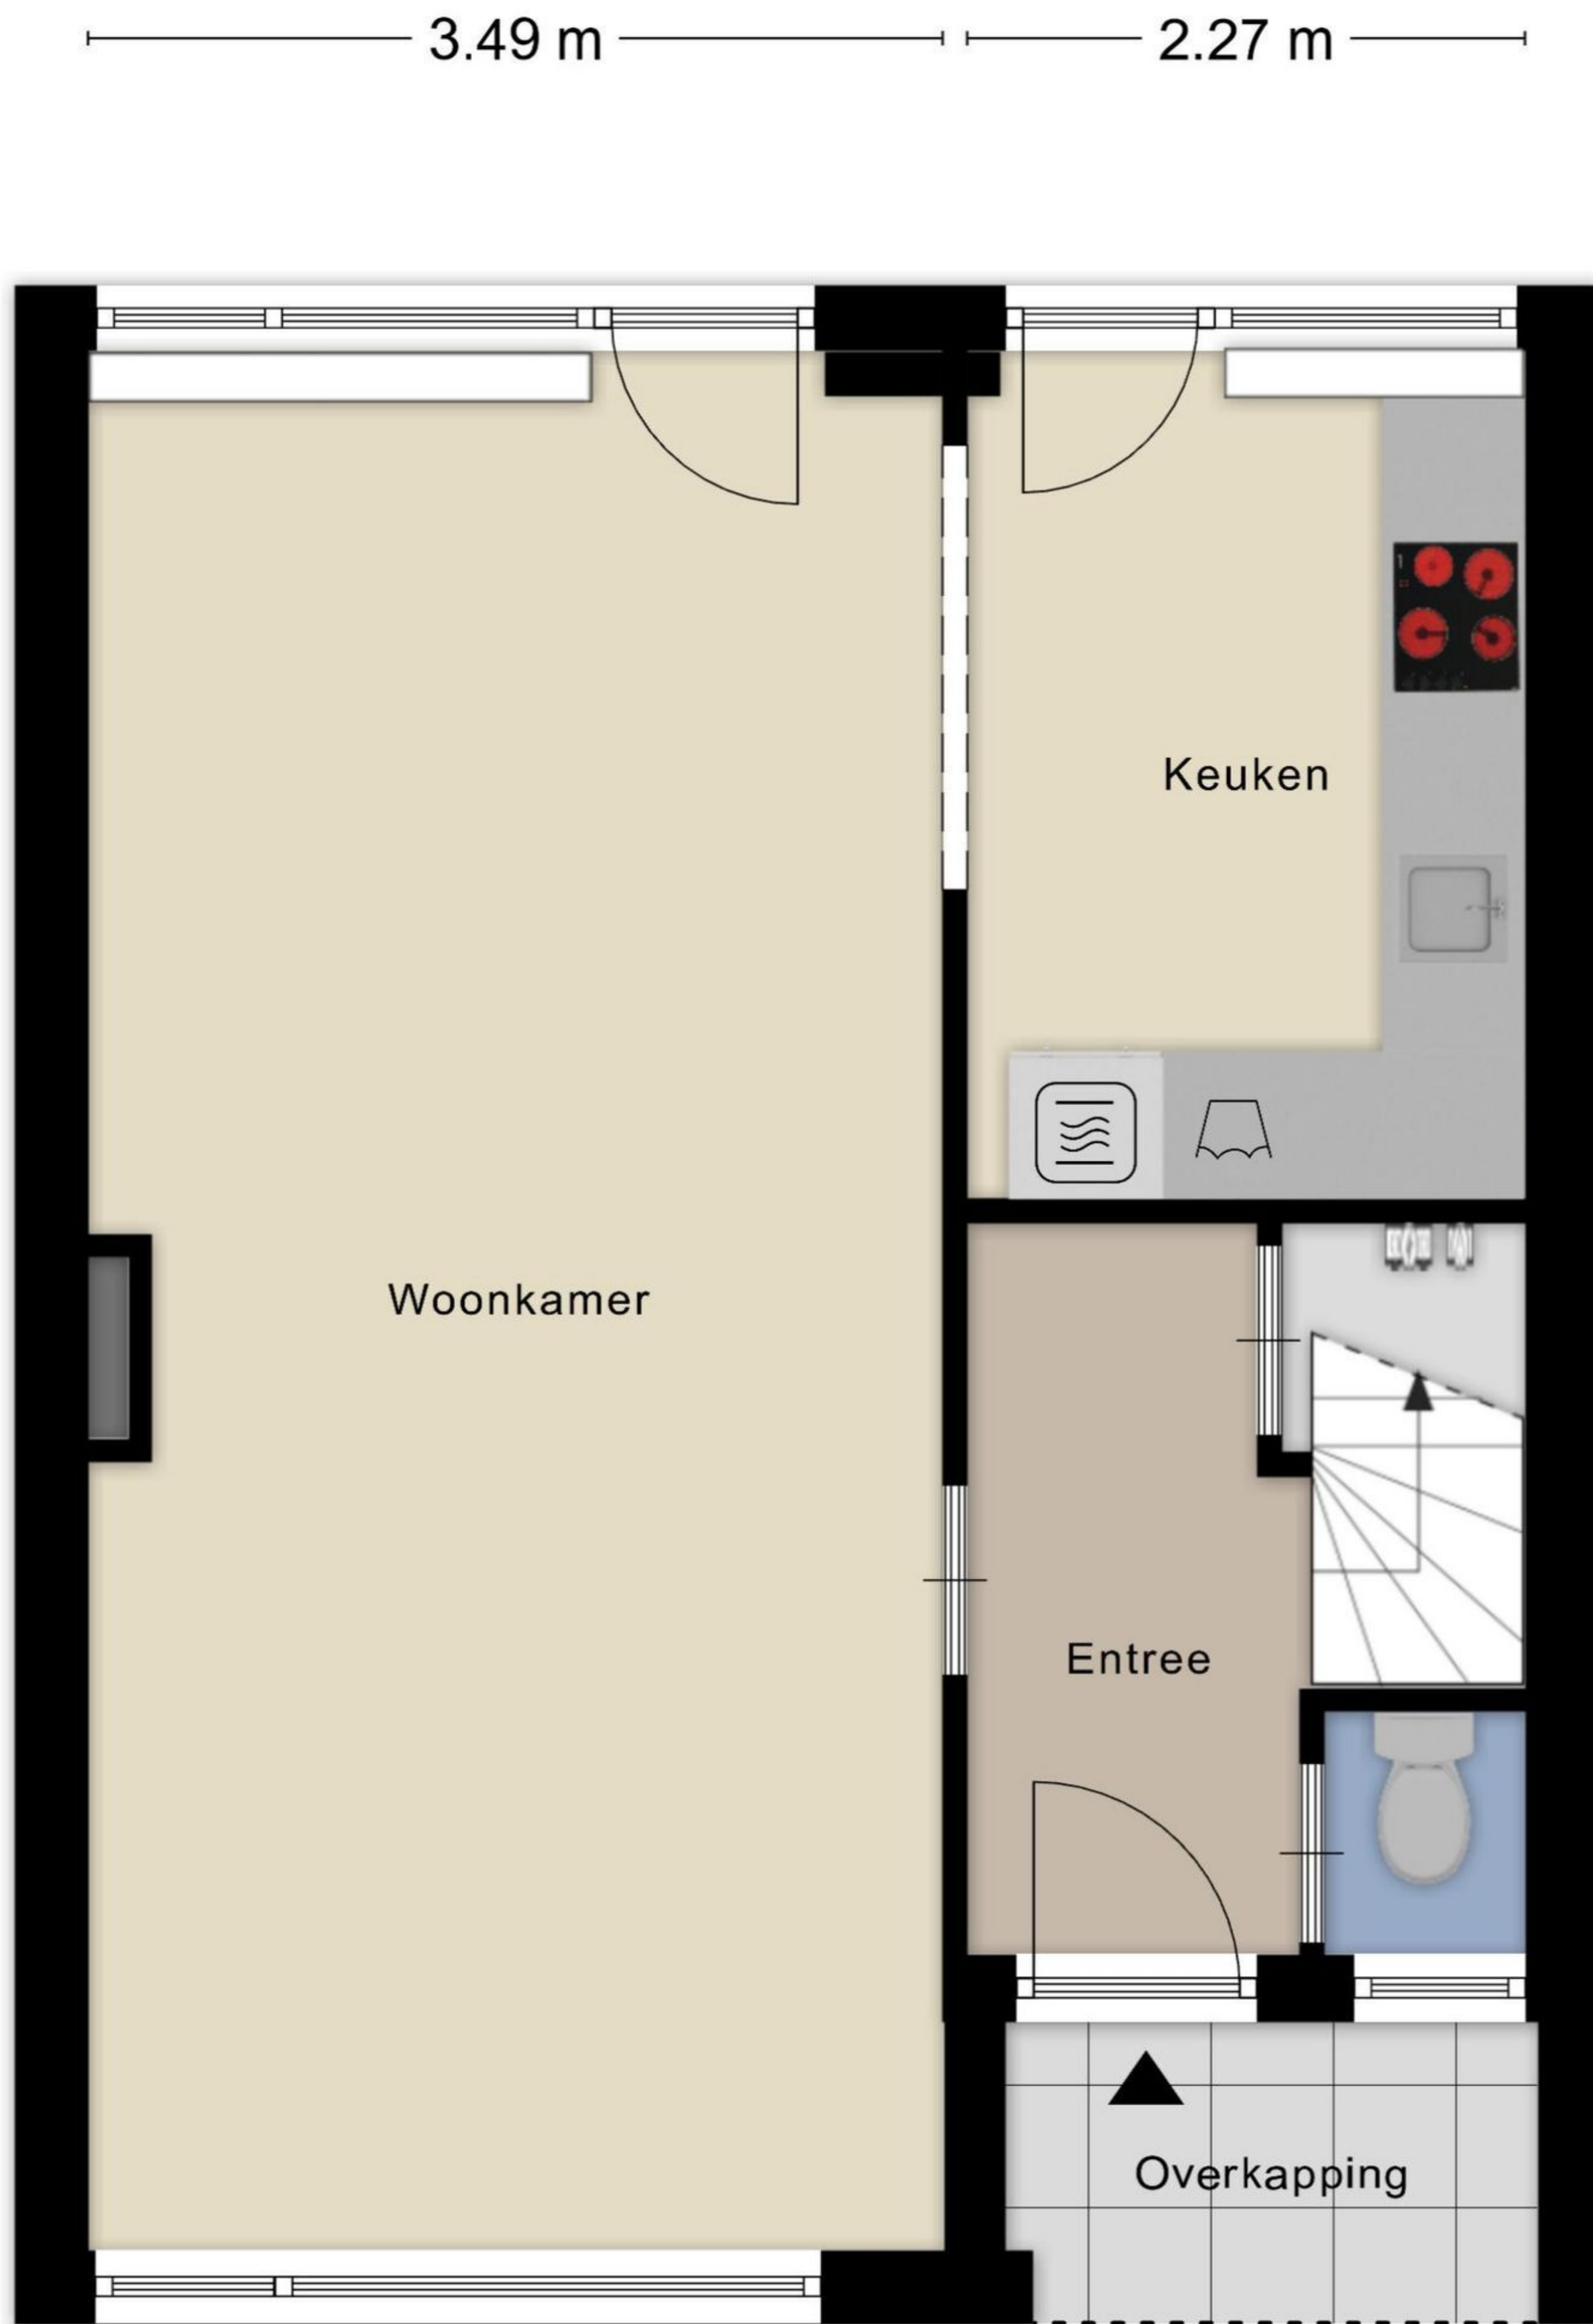 3.49 m
2.27 m
Keuken
Woonkamer
Entree
Overkapping